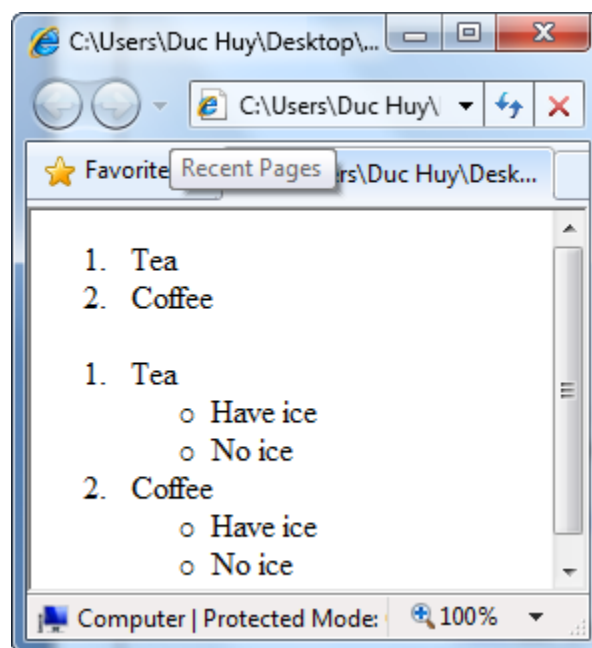 C:\Users\Duc Huy\Desktop\...
C:\Users\Duc Huy\
Favorite
Recent Pages
rs\Duc Huy\Desk...
1. Tea
2. Coffee
1. Tea
o Have ice
o No ice
2. Coffee
o Have ice
o No ice
Computer | Protected Mode:
100%